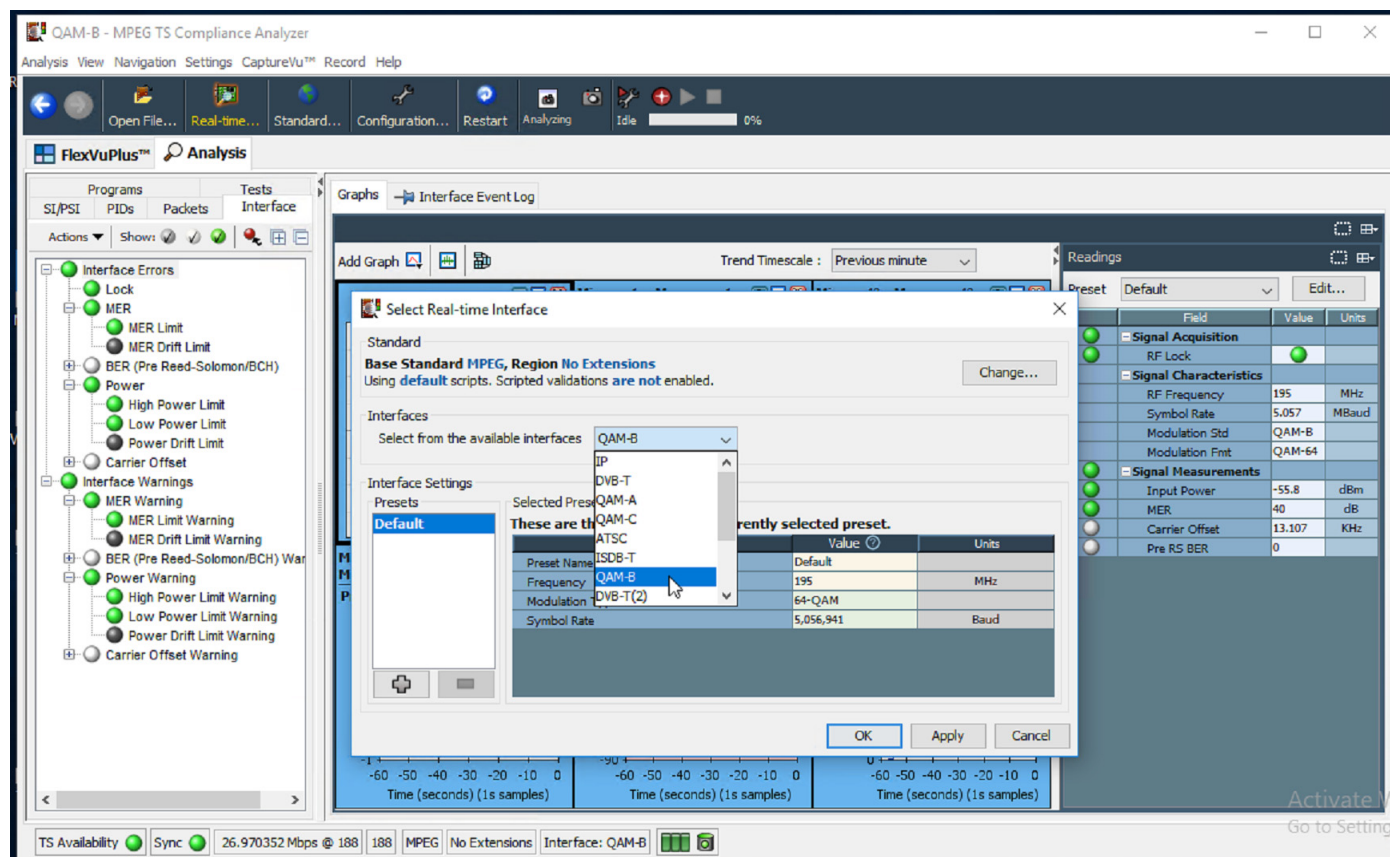 QAM-B - MPEG TS Compliance Analyzer
Analysis View Navigation Settings CaptureVu™ Record Help
Open File... Real-time... Standard... Configuration... Restart Analyzing Idle 0%
FlexVuPlus™ Analysis
Programs Tests
SI/PSI PIDs Packets Interface
Actions Show:
Interface Errors
Lock
MER
MER Limit
MER Drift Limit
BER (Pre Reed-Solomon/BCH)
Power
High Power Limit
Low Power Limit
Power Drift Limit
Carrier Offset
Interface Warnings
MER Warning
MER Limit Warning
MER Drift Limit Warning
BER (Pre Reed-Solomon/BCH) War
Power Warning
High Power Limit Warning
Low Power Limit Warning
Power Drift Limit Warning
Carrier Offset Warning
Graphs Interface Event Log
Add Graph Trend Timescale : Previous minute
Select Real-time Interface
Standard
Base Standard MPEG, Region No Extensions
Using default scripts. Scripted validations are not enabled.
Change...
Interfaces
Select from the available interfaces QAM-B
IP
DVB-T
QAM-A
QAM-C
ATSC
ISDB-T
QAM-B
DVB-T(2)
Interface Settings
Presets
Default
Selected Pres
These are th rently selected preset.
Value Units
Preset Name Default
Frequency 195 MHz
Modulation T 64-QAM
Symbol Rate 5,056,941 Baud
OK Apply Cancel
-60 -50 -40 -30 -20 -10 0
Time (seconds) (1s samples)
-60 -50 -40 -30 -20 -10 0
Time (seconds) (1s samples)
-60 -50 -40 -30 -20 -10 0
Time (seconds) (1s samples)
Readings
Preset Default Edit...
Field Value Units
Signal Acquisition
RF Lock
Signal Characteristics
RF Frequency 195 MHz
Symbol Rate 5.057 MBaud
Modulation Std QAM-B
Modulation Fmt QAM-64
Signal Measurements
Input Power -55.8 dBm
MER 40 dB
Carrier Offset 13.107 KHz
Pre RS BER 0
Activate W
Go to Setting
TS Availability Sync 26.970352 Mbps @ 188 188 MPEG No Extensions Interface: QAM-B